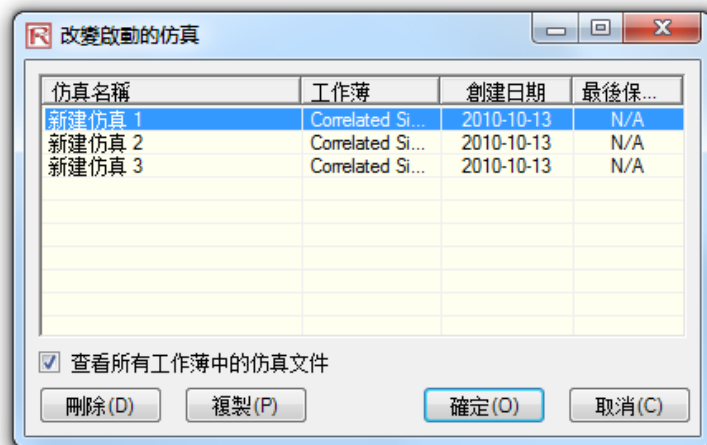 改變啟動的仿真
仿真名稱 工作薄 創建日期 最後保...
新建仿真 1 Correlated Si... 2010-10-13 N/A
新建仿真 2 Correlated Si... 2010-10-13 N/A
新建仿真 3 Correlated Si... 2010-10-13 N/A
查看所有工作薄中的仿真文件
刪除(D) 複製(P) 確定(O) 取消(C)